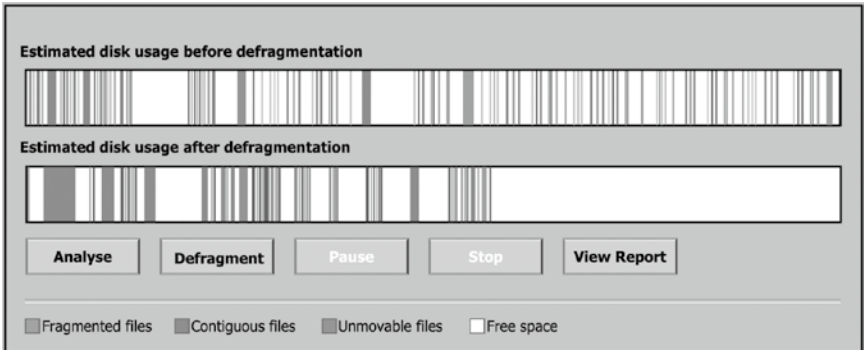 Estimated disk usage before defragmentation
Estimated disk usage after defragmentation
Analyse Defragment Pause Stop View Report
Fragmented files Contiguous files Unmovable files Free space